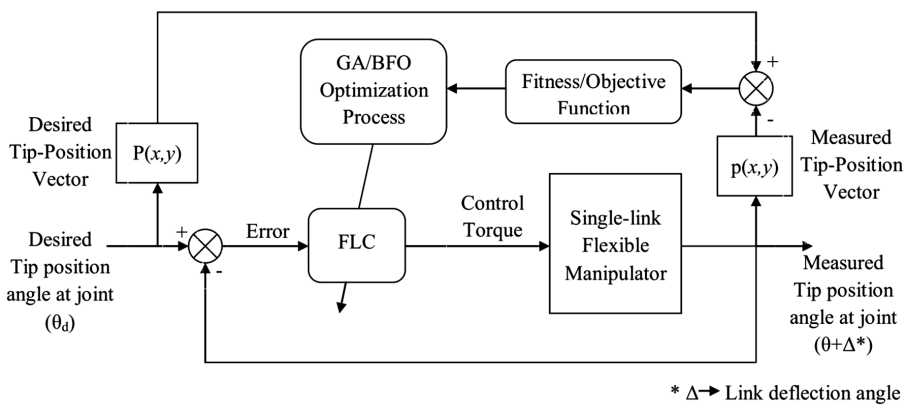 GA/BFO
Optimization
Process
Fitness/Objective
Function
+
-
Desired
Tip-Position
Vector
P(x,y)
p(x,y)
Measured
Tip-Position
Vector
Desired
Tip position
angle at joint
(θd)
+
-
Error
FLC
Control
Torque
Single-link
Flexible
Manipulator
Measured
Tip position
angle at joint
(θ+Δ*)
* Δ→ Link deflection angle